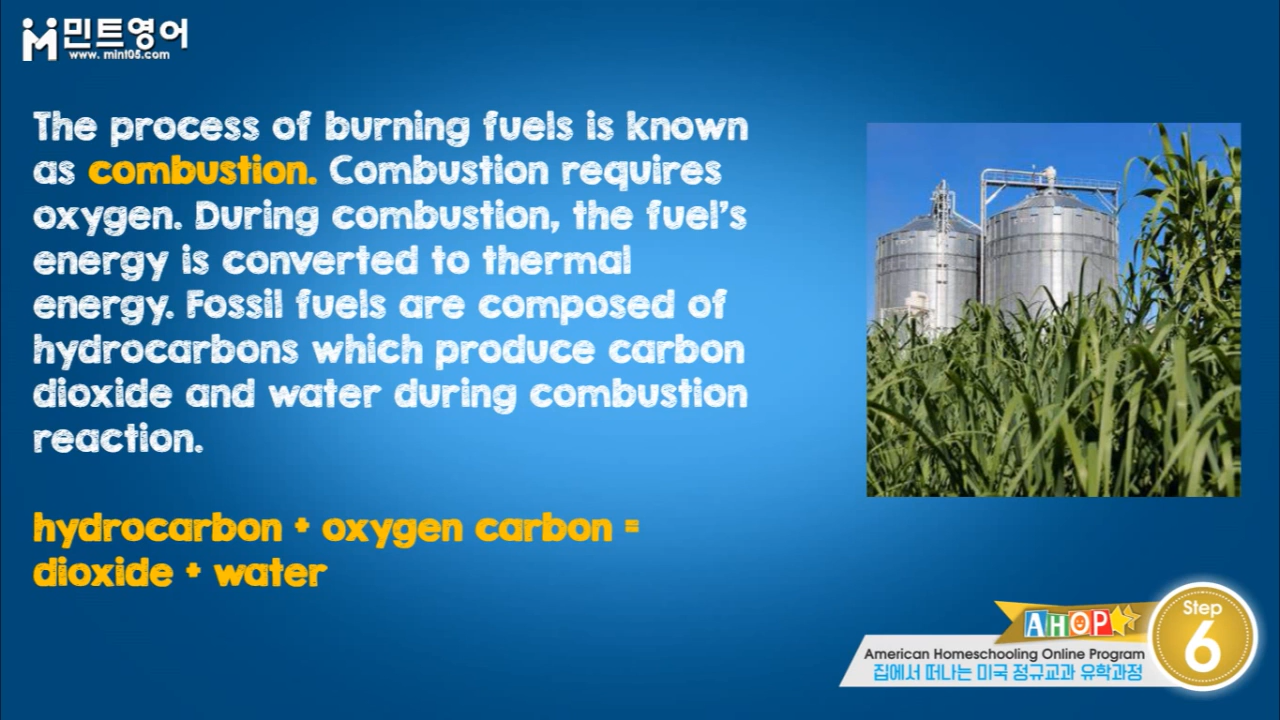 민트영어
www. mint05.com
The process of burning fuels is known
as combustion. Combustion requires
oxygen. During combustion, the fuel's
energy is converted to thermal
energy. Fossil fuels are composed of
hydrocarbons which produce carbon
dioxide and water during combustion
reaction.
hydrocarbon + oxygen carbon =
dioxide + water
AHOP
Step
6
American Homeschooling Online Program
집에서 떠나는 미국 정규교과 유학과정